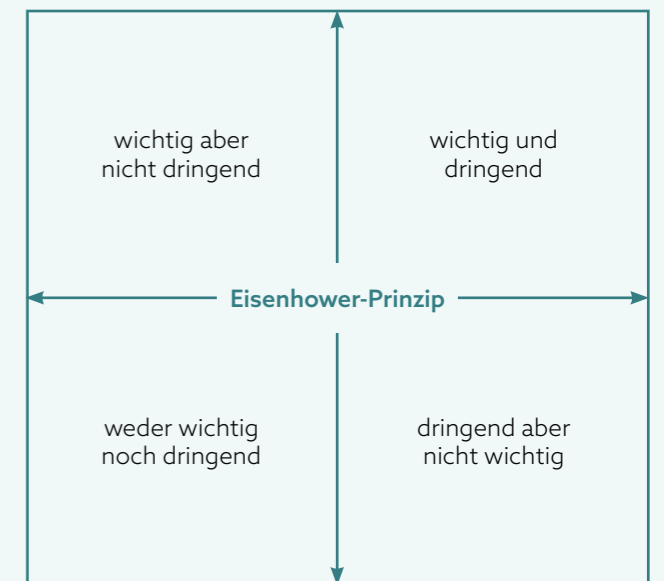 wichtig aber
nicht dringend
wichtig und
dringend
Eisenhower-Prinzip
weder wichtig
noch dringend
dringend aber
nicht wichtig